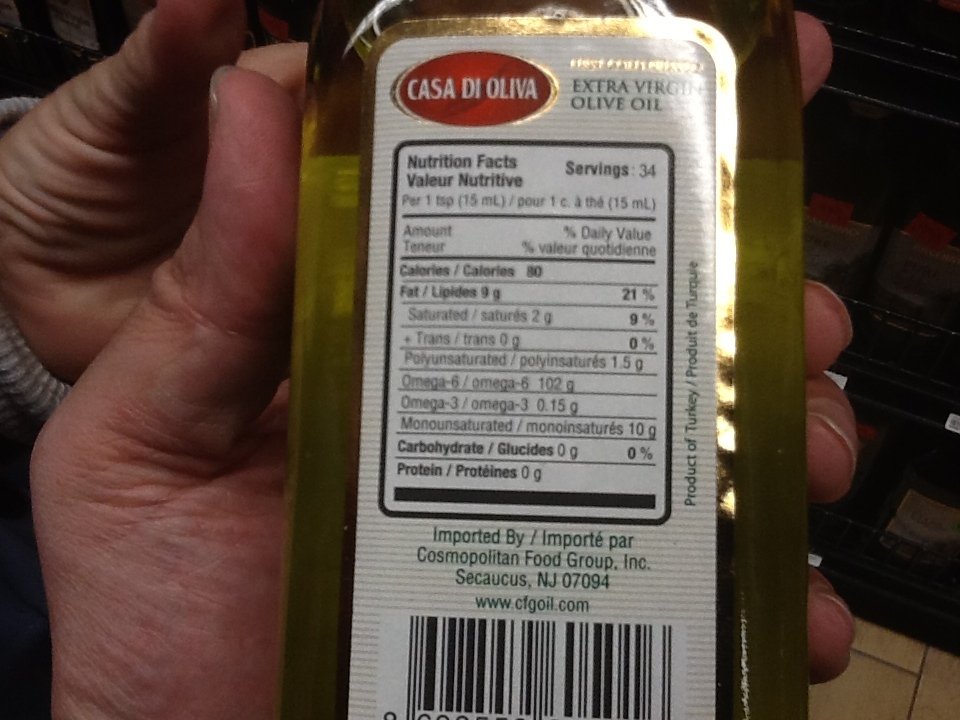 CASA DI OLIVA
EXTRA VIRGIN
OLIVE OIL
Nutrition Facts
Valeur Nutritive
Servings: 34
Per 1 tsp (15 mL) / pour 1 c. à thé (15 mL)
Amount % Daily Value
Teneur % valeur quotidienne
Calories / Calories 80
Fat / Lipides 9 g 21 %
Saturated / saturés 2 g 9 %
+ Trans / trans 0 g 0 %
Polyunsaturated / polyinsaturés 1.5 g
Omega-6 / omega-6 102 g
Omega-3 / omega-3 0.15 g
Monounsaturated / monoinsaturés 10 g
Carbohydrate / Glucides 0 g 0 %
Protein / Protéines 0 g
Product of Turkey / Produit de Turquie
Imported By / Importé par
Cosmopolitan Food Group, Inc.
Secaucus, NJ 07094
www.cfgoil.com